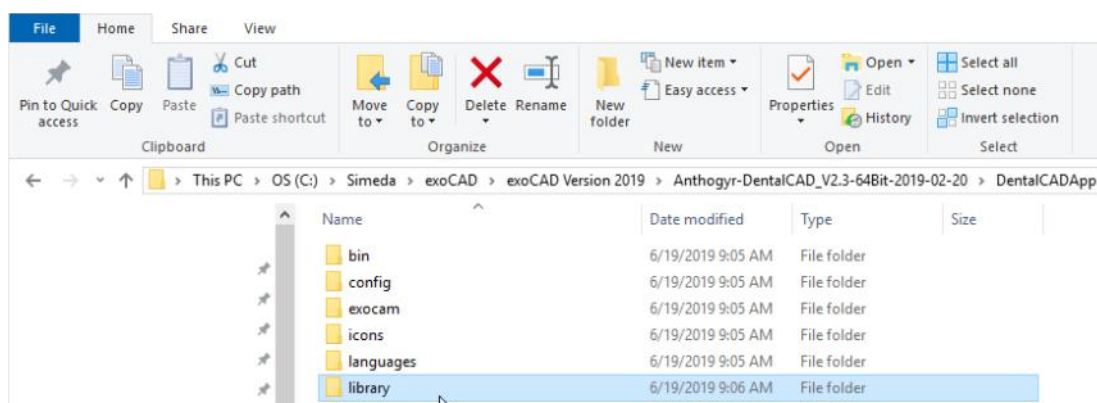 File Home Share View
Pin to Quick access
Copy
Paste
Cut
Copy path
Paste shortcut
Clipboard
Move to
Copy to
Delete
Rename
Organize
New folder
New item
Easy access
New
Properties
Open
Edit
History
Open
Select all
Select none
Invert selection
Select
This PC > OS (C:) > Simeda > exoCAD > exoCAD Version 2019 > Anthogyr-DentalCAD_V2.3-64Bit-2019-02-20 > DentalCADApp
Name Date modified Type Size
bin 6/19/2019 9:05 AM File folder
config 6/19/2019 9:05 AM File folder
exocam 6/19/2019 9:05 AM File folder
icons 6/19/2019 9:05 AM File folder
languages 6/19/2019 9:05 AM File folder
library 6/19/2019 9:06 AM File folder